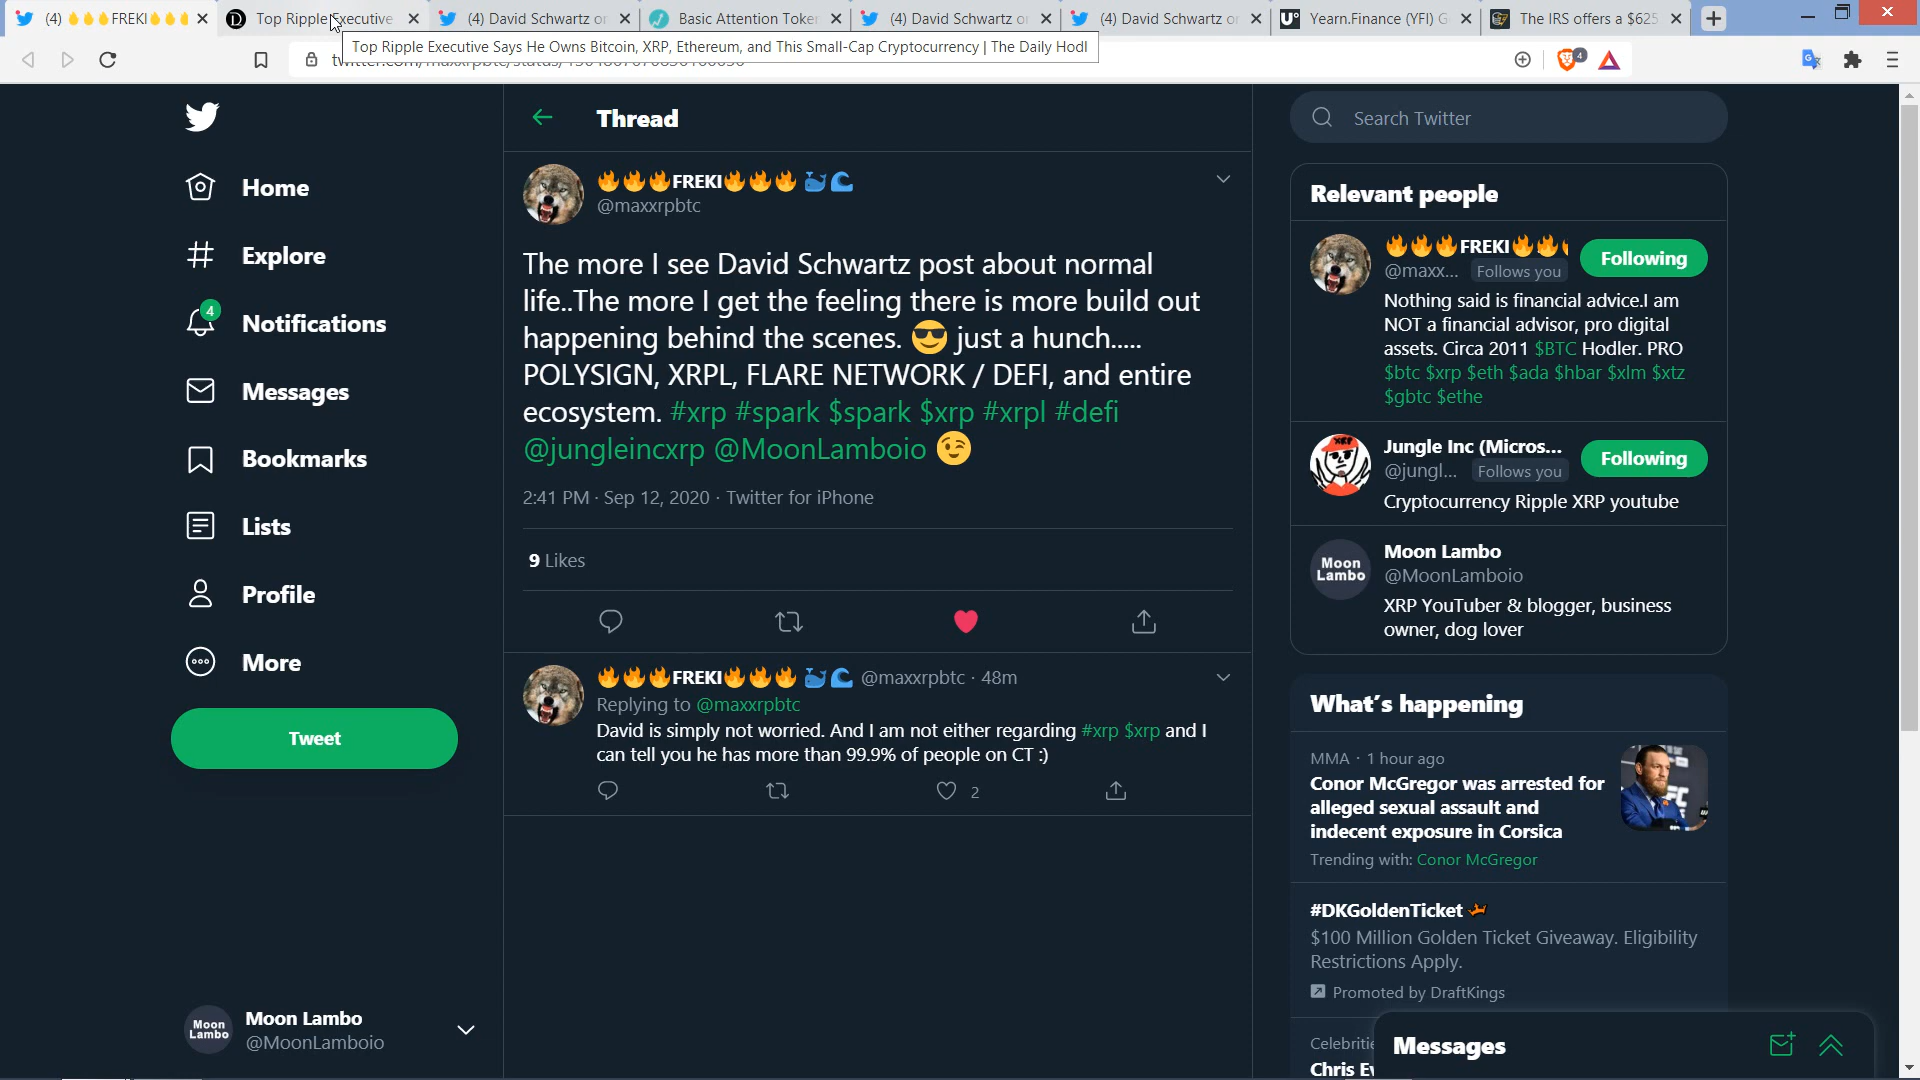 (4) 🔥🔥🔥FREKI🔥🔥🔥
Top Ripple Executive
(4) David Schwartz or
Basic Attention Toke
(4) David Schwartz or
(4) David Schwartz or
Yearn.Finance (YFI) G
The IRS offers a $625
Top Ripple Executive Says He Owns Bitcoin, XRP, Ethereum, and This Small-Cap Cryptocurrency | The Daily Hodl
4
Home
Explore
4
Notifications
Messages
Bookmarks
Lists
Profile
More
Tweet
Moon Lambo
Moon Lambo
@MoonLamboio
Thread
🔥🔥🔥FREKI🔥🔥🔥 🐳🌊
@maxxrpbtc
The more I see David Schwartz post about normal
life..The more I get the feeling there is more build out
happening behind the scenes. 😎 just a hunch.....
POLYSIGN, XRPL, FLARE NETWORK / DEFI, and entire
ecosystem. #xrp #spark $spark $xrp #xrpl #defi
@jungleincxrp @MoonLamboio 😉
2:41 PM · Sep 12, 2020 · Twitter for iPhone
9 Likes
🔥🔥🔥FREKI🔥🔥🔥 🐳🌊 @maxxrpbtc · 48m
Replying to @maxxrpbtc
David is simply not worried. And I am not either regarding #xrp $xrp and I
can tell you he has more than 99.9% of people on CT :)
2
Search Twitter
Relevant people
🔥🔥🔥FREKI🔥🔥
@maxx... Follows you
Following
Nothing said is financial advice.I am
NOT a financial advisor, pro digital
assets. Circa 2011 $BTC Hodler. PRO
$btc $xrp $eth $ada $hbar $xlm $xtz
$gbtc $ethe
Jungle Inc (Micros...
@jungl... Follows you
Following
Cryptocurrency Ripple XRP youtube
Moon Lambo
Moon Lambo
@MoonLamboio
XRP YouTuber & blogger, business
owner, dog lover
What's happening
MMA · 1 hour ago
Conor McGregor was arrested for
alleged sexual assault and
indecent exposure in Corsica
Trending with: Conor McGregor
#DKGoldenTicket
$100 Million Golden Ticket Giveaway. Eligibility
Restrictions Apply.
Promoted by DraftKings
Celebritie
Chris Ev
Messages